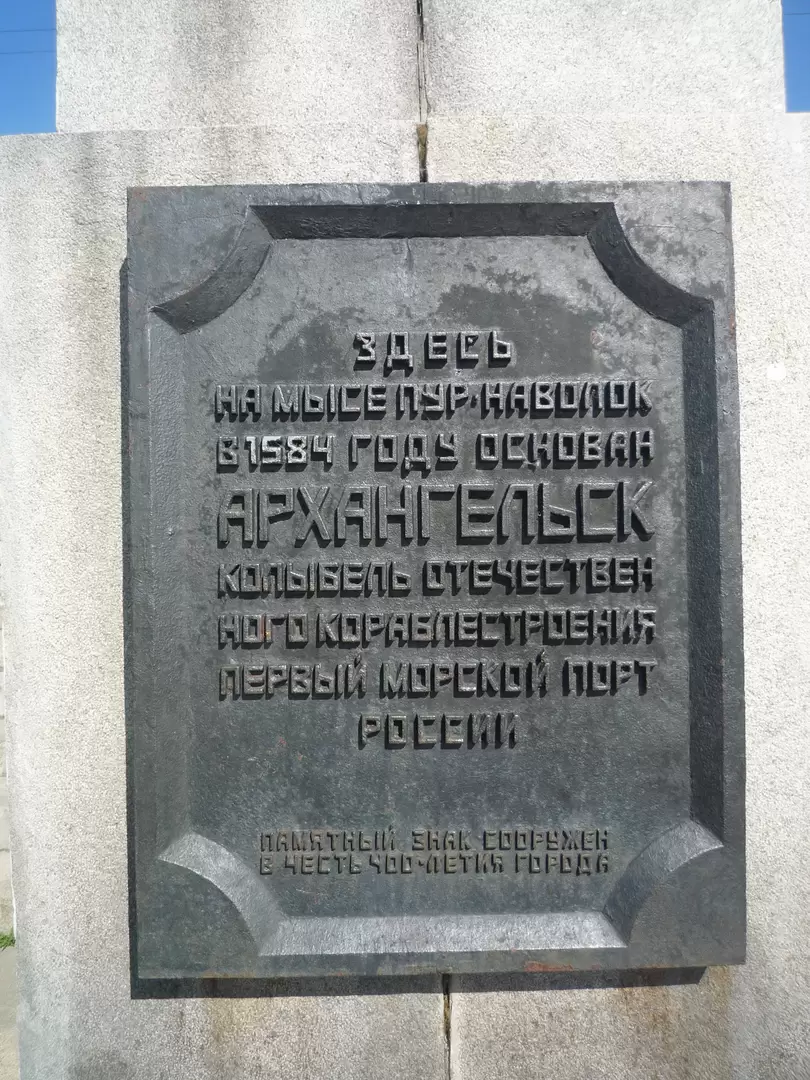 ЗДЕСЬ
НА МЫСЕ ПУР-НАВОЛОК
В 1584 ГОДУ ОСНОВАН
АРХАНГЕЛЬСК
КОЛЫБЕЛЬ ОТЕЧЕСТВЕН
НОГО КОРАБЛЕСТРОЕНИЯ
ПЕРВЫЙ МОРСКОЙ ПОРТ
РОССИИ
ПАМЯТНЫЙ ЗНАК СООРУЖЕН
В ЧЕСТЬ 400-ЛЕТИЯ ГОРОДА